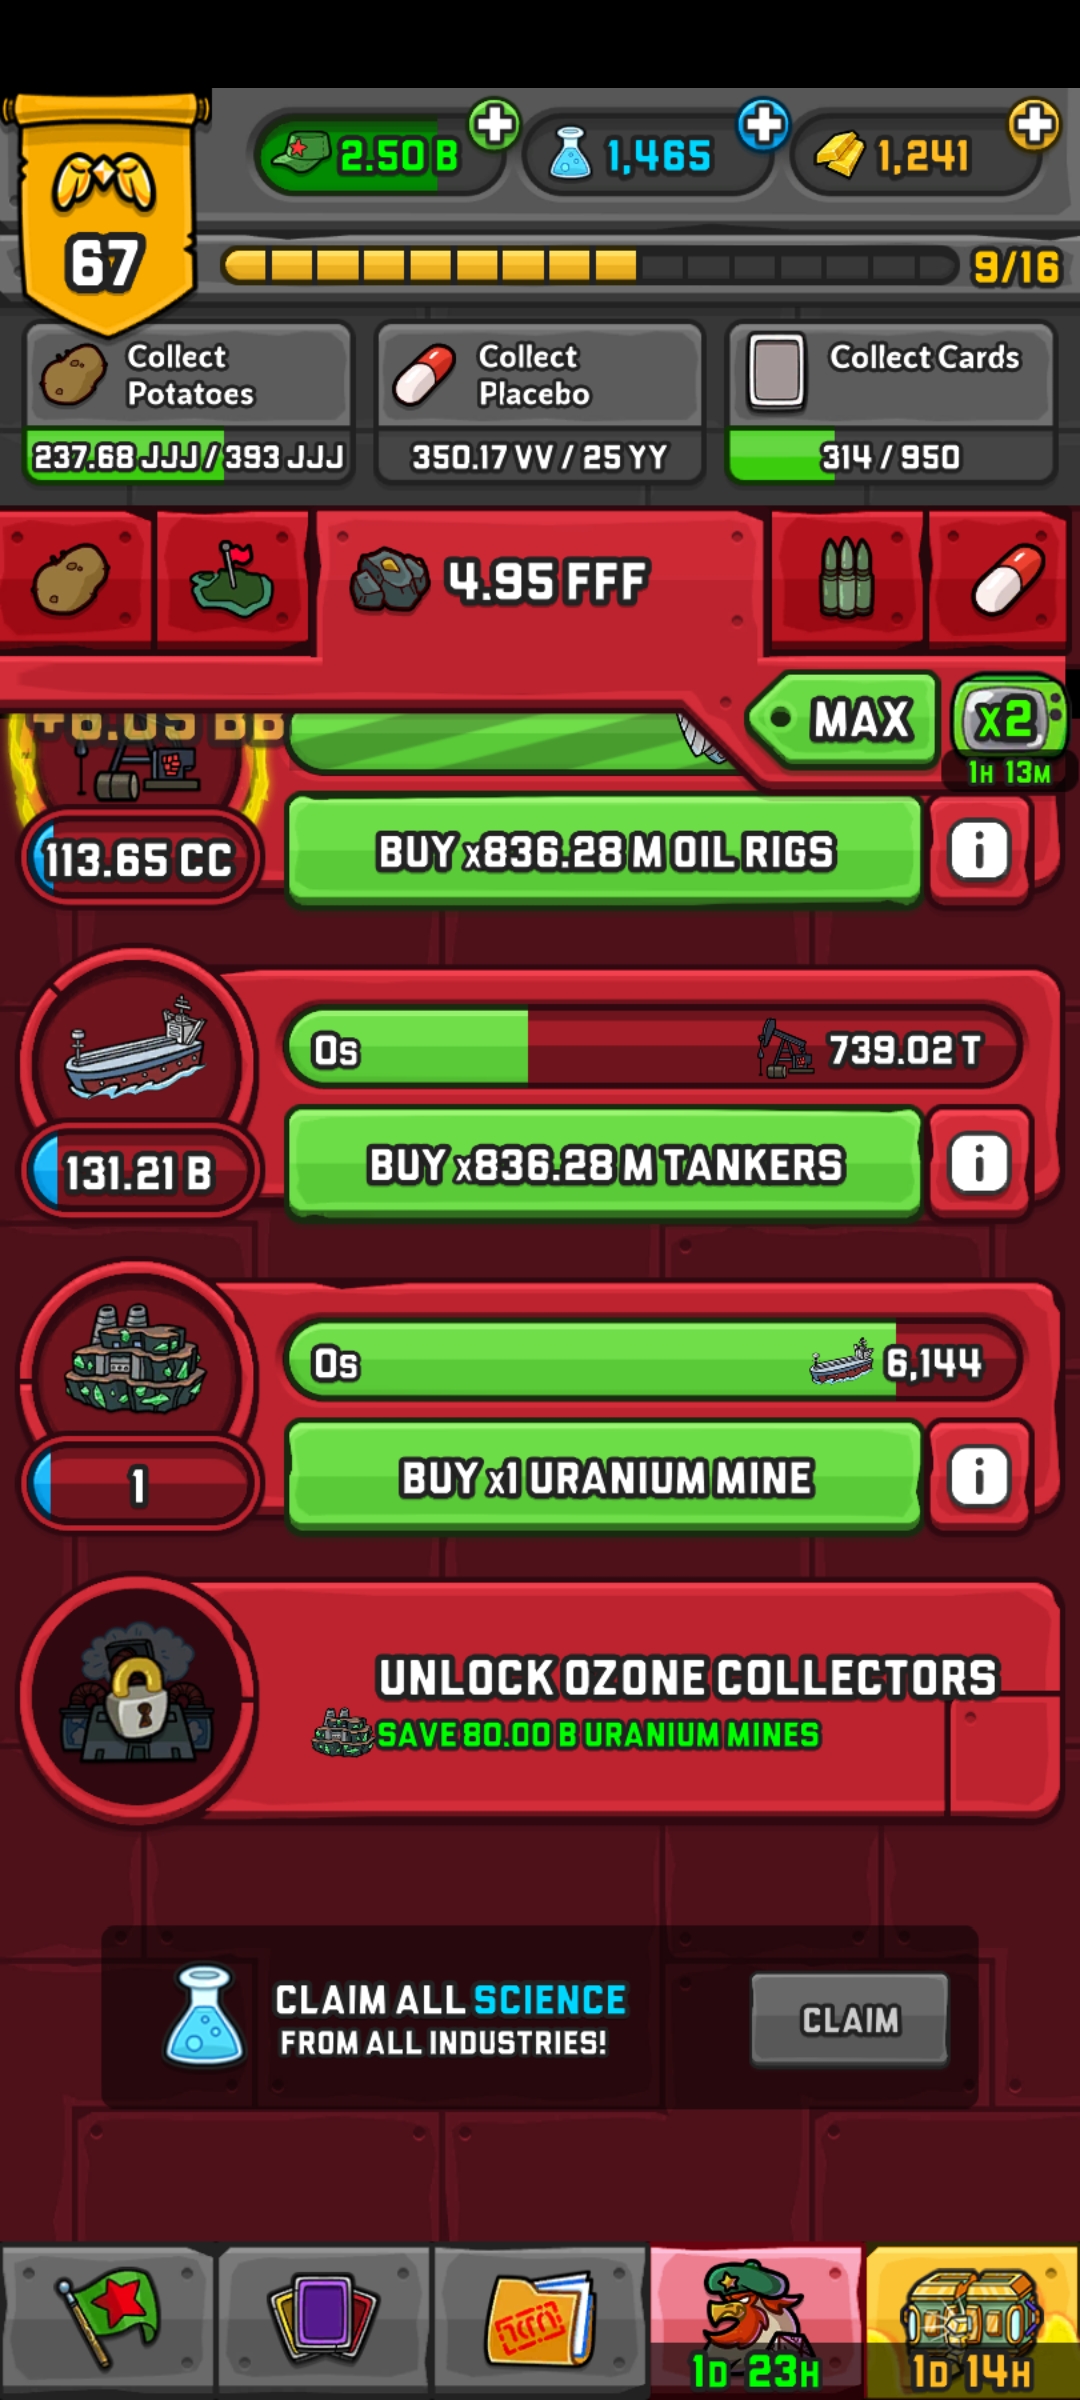 2.50 B
1,465
1,241
67
9/16
Collect
Potatoes
237.68 JJJ / 393 JJJ
Collect
Placebo
350.17 VV / 25 YY
Collect Cards
314 / 950
4.95 FFF
MAX
x2
1H 13M
113.65 CC
BUY x836.28 M OIL RIGS
i
0s
739.02 T
131.21 B
BUY x836.28 M TANKERS
i
0s
6,144
1
BUY x1 URANIUM MINE
i
UNLOCK OZONE COLLECTORS
SAVE 80.00 B URANIUM MINES
CLAIM ALL SCIENCE
FROM ALL INDUSTRIES!
CLAIM
1D 23H
1D 14H